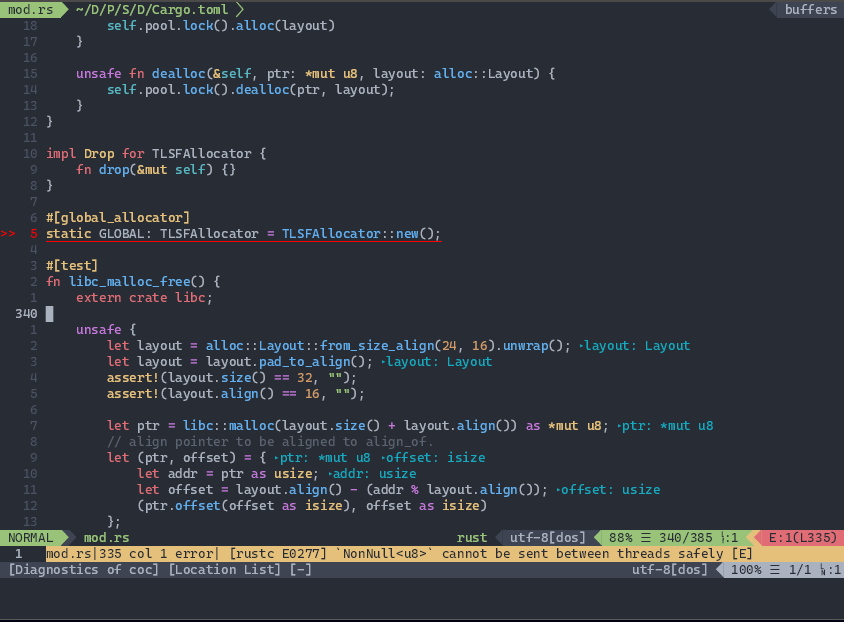 mod.rs ~/D/P/S/D/Cargo.toml buffers
18 self.pool.lock().alloc(layout)
17 }
16
15 unsafe fn dealloc(&self, ptr: *mut u8, layout: alloc::Layout) {
14 self.pool.lock().dealloc(ptr, layout);
13 }
12 }
11
10 impl Drop for TLSFAllocator {
9 fn drop(&mut self) {}
8 }
7
6 #[global_allocator]
>> 5 static GLOBAL: TLSFAllocator = TLSFAllocator::new();
4
3 #[test]
2 fn libc_malloc_free() {
1 extern crate libc;
340
1 unsafe {
2 let layout = alloc::Layout::from_size_align(24, 16).unwrap(); ‣layout: Layout
3 let layout = layout.pad_to_align(); ‣layout: Layout
4 assert!(layout.size() == 32, "");
5 assert!(layout.align() == 16, "");
6
7 let ptr = libc::malloc(layout.size() + layout.align()) as *mut u8; ‣ptr: *mut u8
8 // align pointer to be aligned to align_of.
9 let (ptr, offset) = { ‣ptr: *mut u8 ‣offset: isize
10 let addr = ptr as usize; ‣addr: usize
11 let offset = layout.align() - (addr % layout.align()); ‣offset: usize
12 (ptr.offset(offset as isize), offset as isize)
13 };
NORMAL mod.rs rust utf-8[dos] 88% ☰ 340/385 ㏑:1 E:1(L335)
1 mod.rs|335 col 1 error| [rustc E0277] `NonNull<u8>` cannot be sent between threads safely [E]
[Diagnostics of coc] [Location List] [-] utf-8[dos] 100% ☰ 1/1 ㏑:1